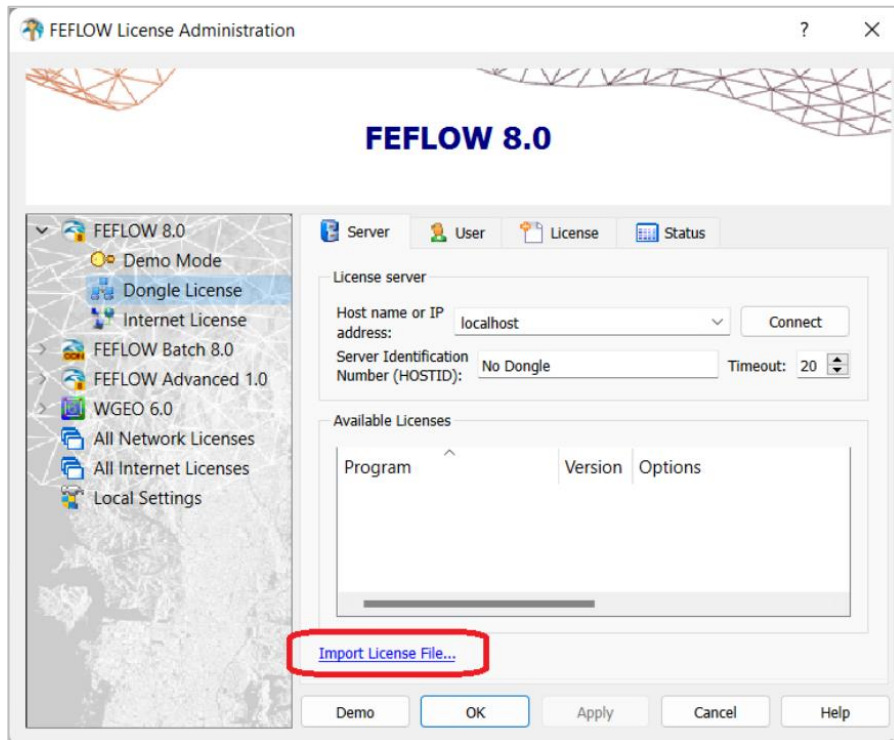 FEFLOW License Administration
?
FEFLOW 8.0
FEFLOW 8.0
Demo Mode
Dongle License
Internet License
FEFLOW Batch 8.0
FEFLOW Advanced 1.0
WGEO 6.0
All Network Licenses
All Internet Licenses
Local Settings
Server
User
License
Status
License server
Host name or IP
address:
localhost
Connect
Server Identification
Number (HOSTID):
No Dongle
Timeout:
20
Available Licenses
Program
Version
Options
Import License File...
Demo
OK
Apply
Cancel
Help